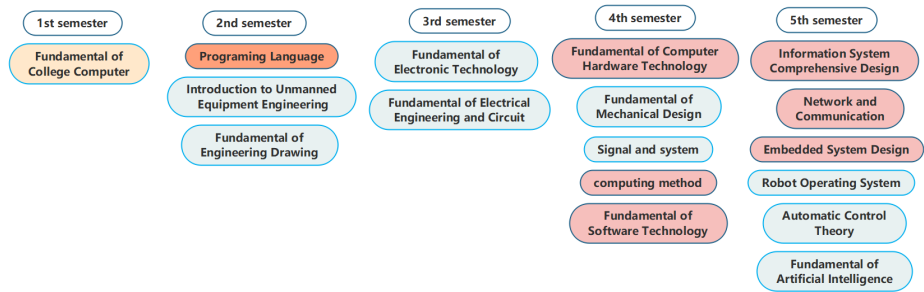 1st semester
Fundamental of
College Computer
2nd semester
Programing Language
Introduction to Unmanned
Equipment Engineering
Fundamental of
Engineering Drawing
3rd semester
Fundamental of
Electronic Technology
Fundamental of Electrical
Engineering and Circuit
4th semester
Fundamental of Computer
Hardware Technology
Fundamental of
Mechanical Design
Signal and system
computing method
Fundamental of
Software Technology
5th semester
Information System
Comprehensive Design
Network and
Communication
Embedded System Design
Robot Operating System
Automatic Control
Theory
Fundamental of
Artificial Intelligence